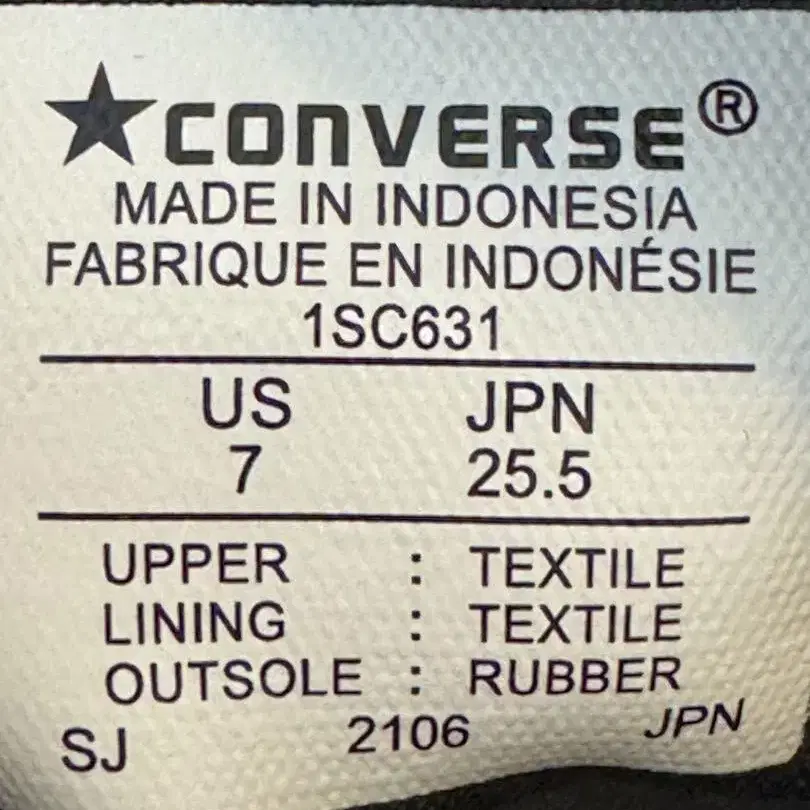 ★CONVERSE®
MADE IN INDONESIA
FABRIQUE EN INDONÉSIE
1SC631
US JPN
7 25.5
UPPER : TEXTILE
LINING : TEXTILE
OUTSOLE : RUBBER
SJ 2106 JPN